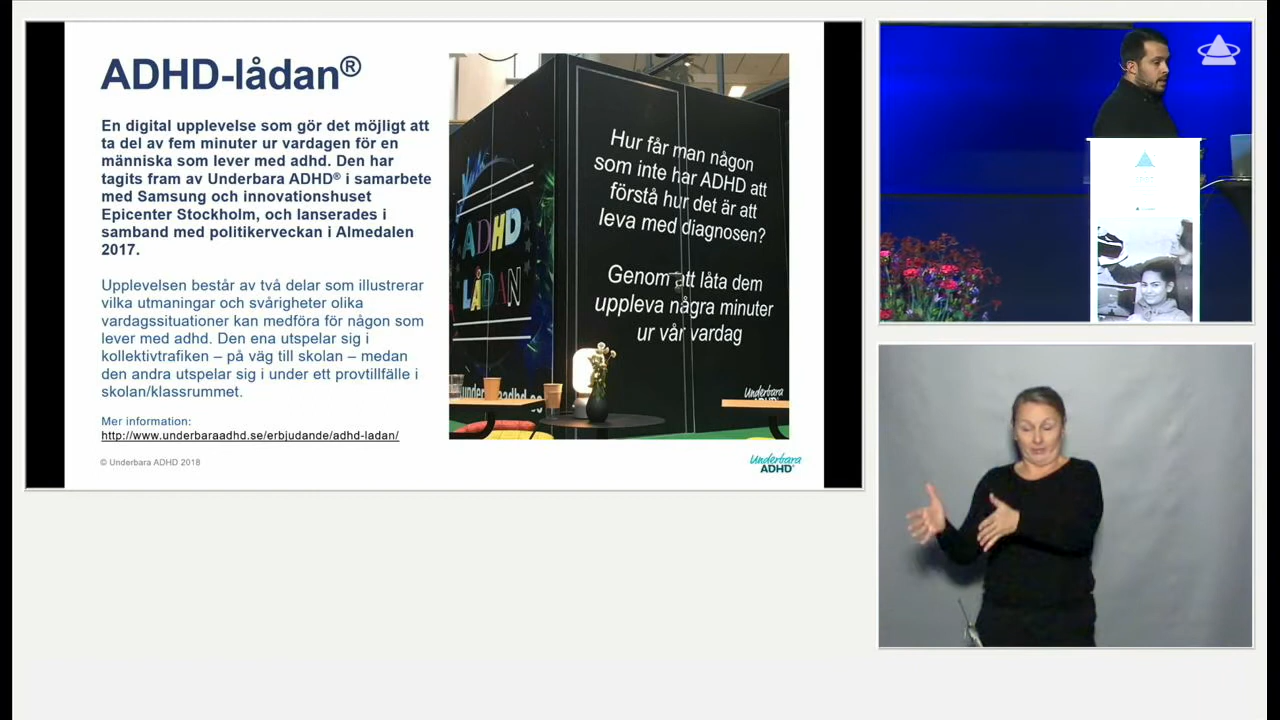 ADHD-lådan®
En digital upplevelse som gör det möjligt att
ta del av fem minuter ur vardagen för en
människa som lever med adhd. Den har
tagits fram av Underbara ADHD® i samarbete
med Samsung och innovationshuset
Epicenter Stockholm, och lanserades i
samband med politikerveckan i Almedalen
2017.
Upplevelsen består av två delar som illustrerar
vilka utmaningar och svårigheter olika
vardagssituationer kan medföra för någon som
lever med adhd. Den ena utspelar sig i
kollektivtrafiken – på väg till skolan – medan
den andra utspelar sig i under ett provtillfälle i
skolan/klassrummet.
Mer information:
http://www.underbaraadhd.se/erbjudande/adhd-ladan/
© Underbara ADHD 2018
ADHD
LÅDAN
Hur får man någon
som inte har ADHD att
förstå hur det är att
leva med diagnosen?
Genom att låta dem
uppleva några minuter
ur vår vardag
Underbara
ADHD
Underbara
ADHD®